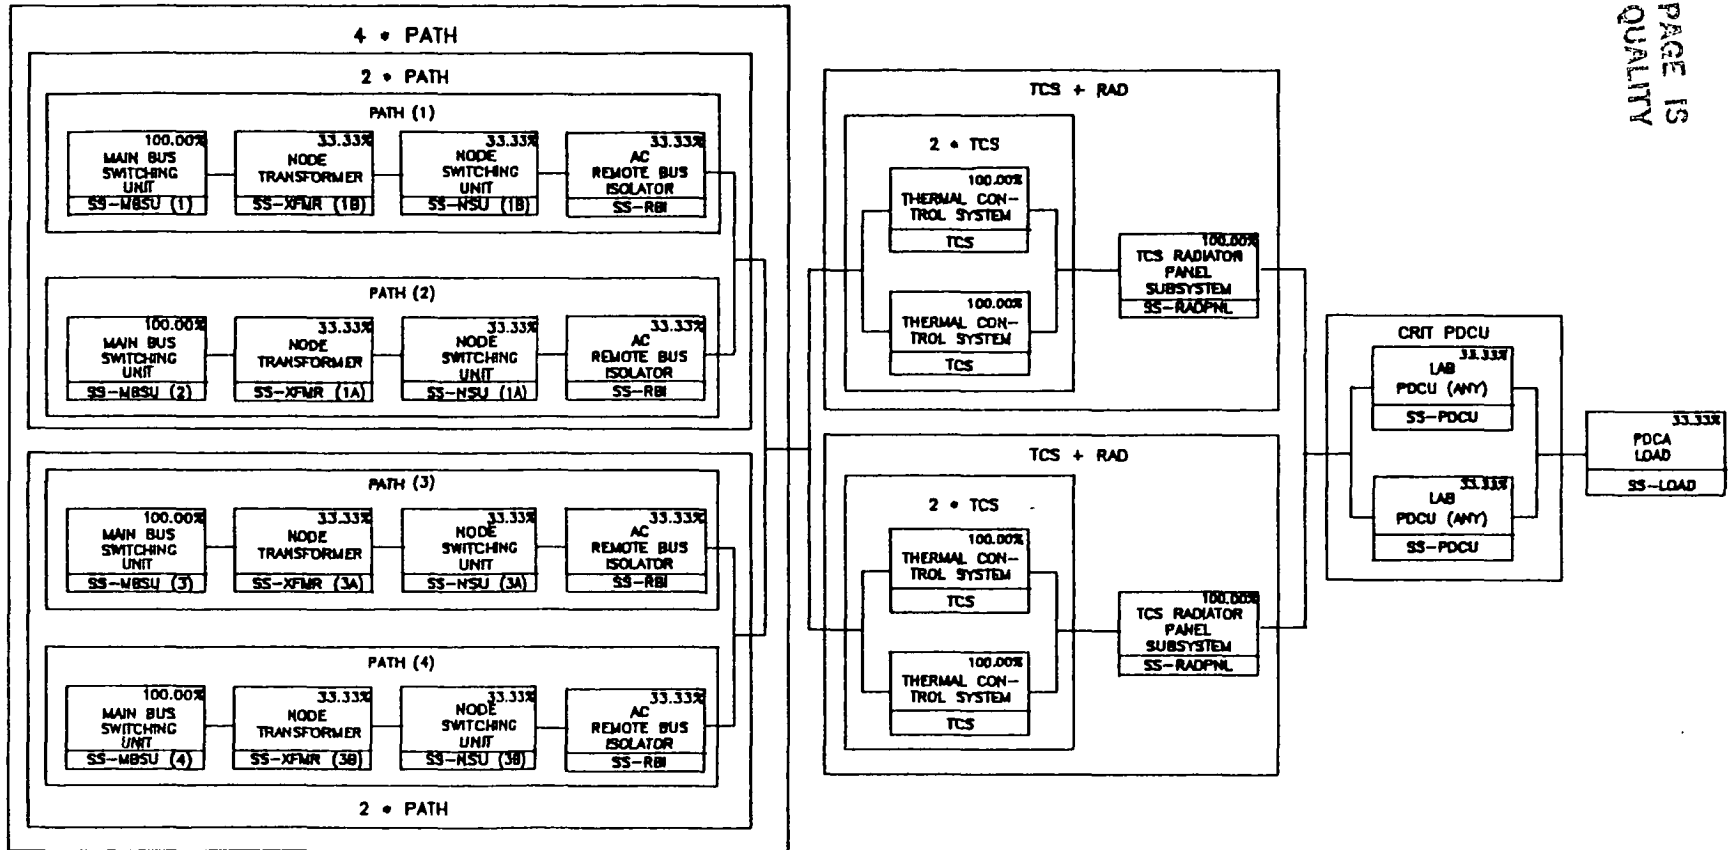 4 * PATH
2 * PATH
PATH (1)
100.00%
MAIN BUS
SWITCHING
UNIT
SS-MBSU (1)
33.33%
NODE
TRANSFORMER
SS-XFMR (1B)
33.33%
NODE
SWITCHING
UNIT
SS-NSU (1B)
33.33%
AC
REMOTE BUS
ISOLATOR
SS-RBI
PATH (2)
100.00%
MAIN BUS
SWITCHING
UNIT
SS-MBSU (2)
33.33%
NODE
TRANSFORMER
SS-XFMR (1A)
33.33%
NODE
SWITCHING
UNIT
SS-NSU (1A)
33.33%
AC
REMOTE BUS
ISOLATOR
SS-RBI
PATH (3)
100.00%
MAIN BUS
SWITCHING
UNIT
SS-MBSU (3)
33.33%
NODE
TRANSFORMER
SS-XFMR (3A)
33.33%
NODE
SWITCHING
UNIT
SS-NSU (3A)
33.33%
AC
REMOTE BUS
ISOLATOR
SS-RBI
PATH (4)
100.00%
MAIN BUS
SWITCHING
UNIT
SS-MBSU (4)
33.33%
NODE
TRANSFORMER
SS-XFMR (3B)
33.33%
NODE
SWITCHING
UNIT
SS-NSU (3B)
33.33%
AC
REMOTE BUS
ISOLATOR
SS-RBI
2 * PATH
TCS + RAD
2 * TCS
100.00%
THERMAL CON-
TROL SYSTEM
TCS
100.00%
THERMAL CON-
TROL SYSTEM
TCS
100.00%
TCS RADIATOR
PANEL
SUBSYSTEM
SS-RADPNL
TCS + RAD
2 * TCS
100.00%
THERMAL CON-
TROL SYSTEM
TCS
100.00%
THERMAL CON-
TROL SYSTEM
TCS
100.00%
TCS RADIATOR
PANEL
SUBSYSTEM
SS-RADPNL
CRIT PDCU
33.33%
LAB
PDCU (ANY)
SS-PDCU
33.33%
LAB
PDCU (ANY)
SS-PDCU
33.33%
PDCA
LOAD
SS-LOAD
PAGE IS
QUALITY